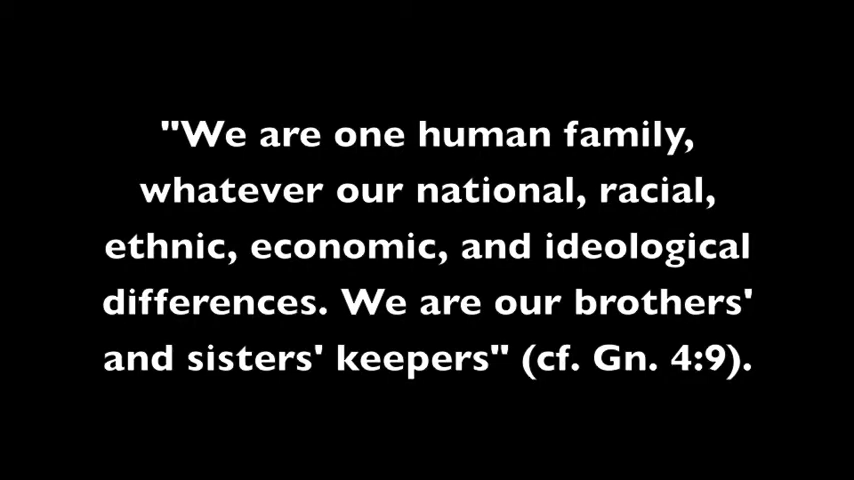 "We are one human family,
whatever our national, racial,
ethnic, economic, and ideological
differences. We are our brothers'
and sisters' keepers" (cf. Gn. 4:9).